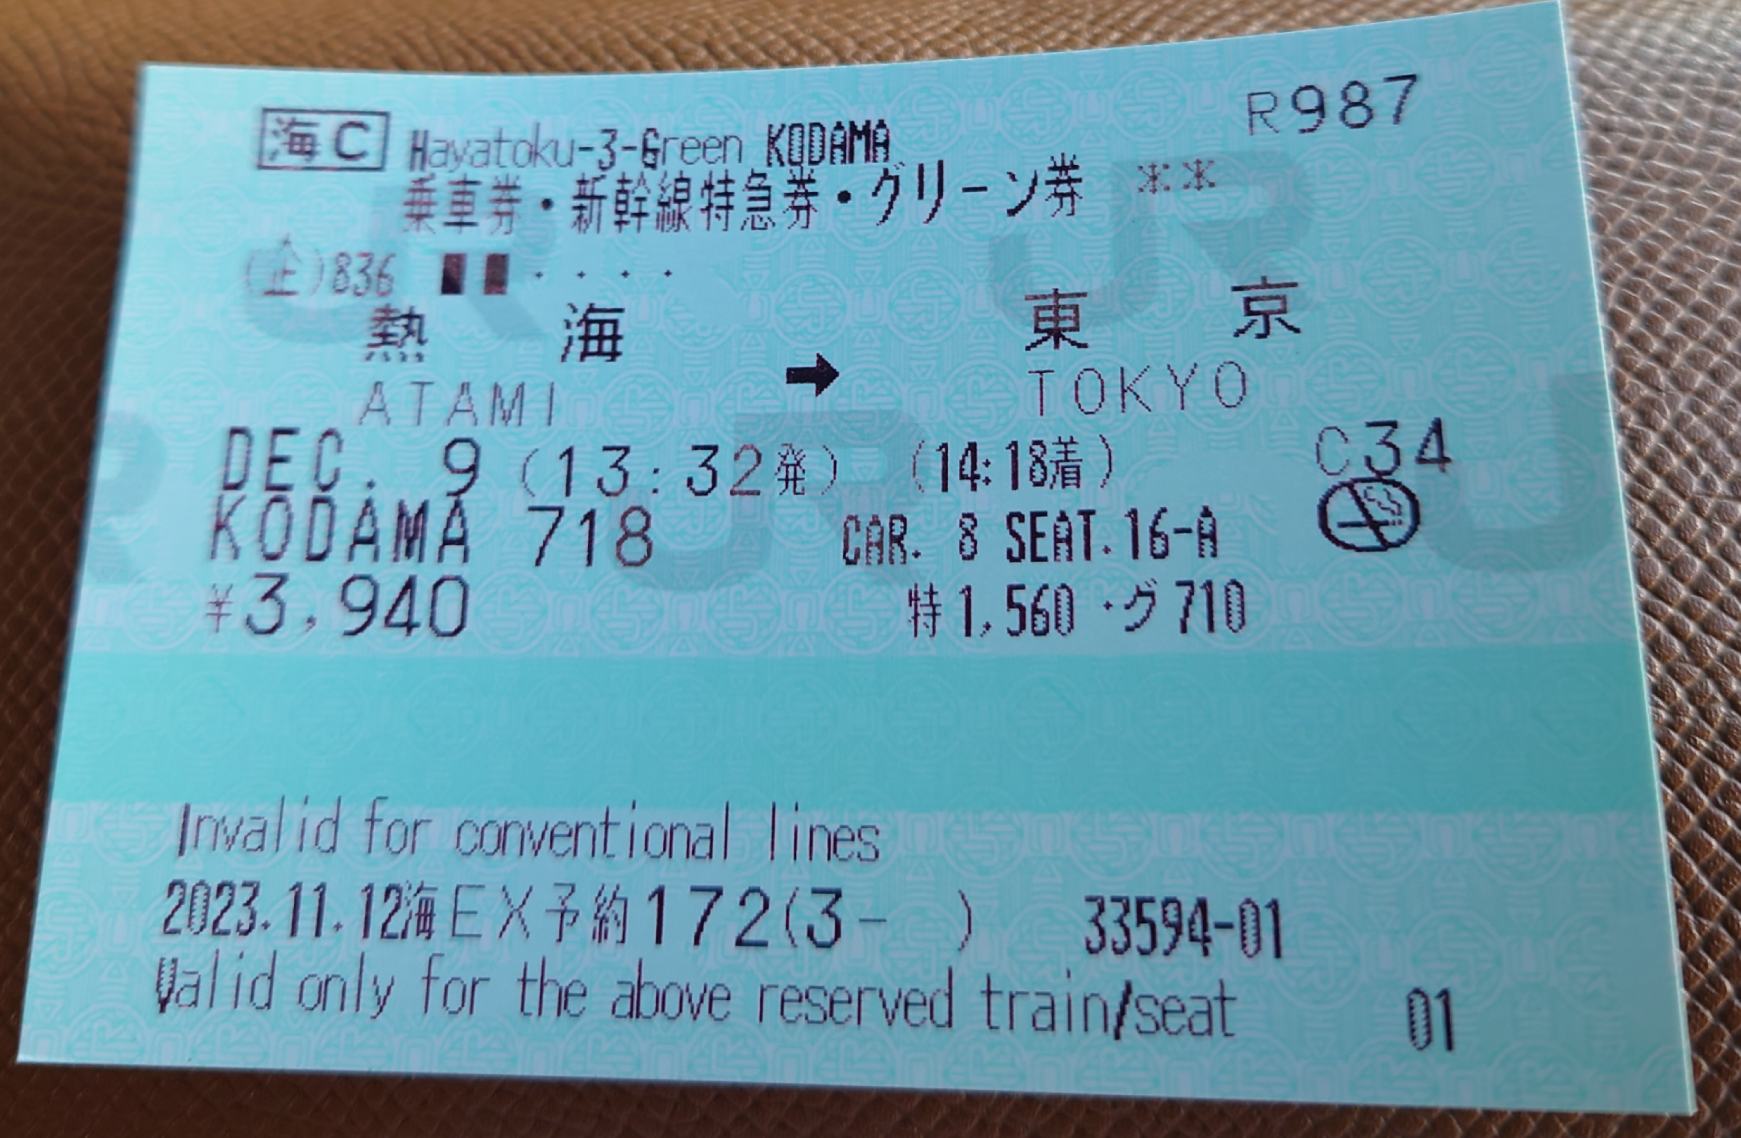 海C Hayatoku-3-Green KODAMA R987
乗車券・新幹線特急券・グリーン券 **
(企)836 ■■・・・・
熱海 → 東京
ATAMI TOKYO
DEC. 9 (13:32発) (14:18着) C34
KODAMA 718 CAR. 8 SEAT.16-A
¥3,940 特1,560・グ710
Invalid for conventional lines
2023.11.12海EX予約172(3- ) 33594-01
Valid only for the above reserved train/seat 01